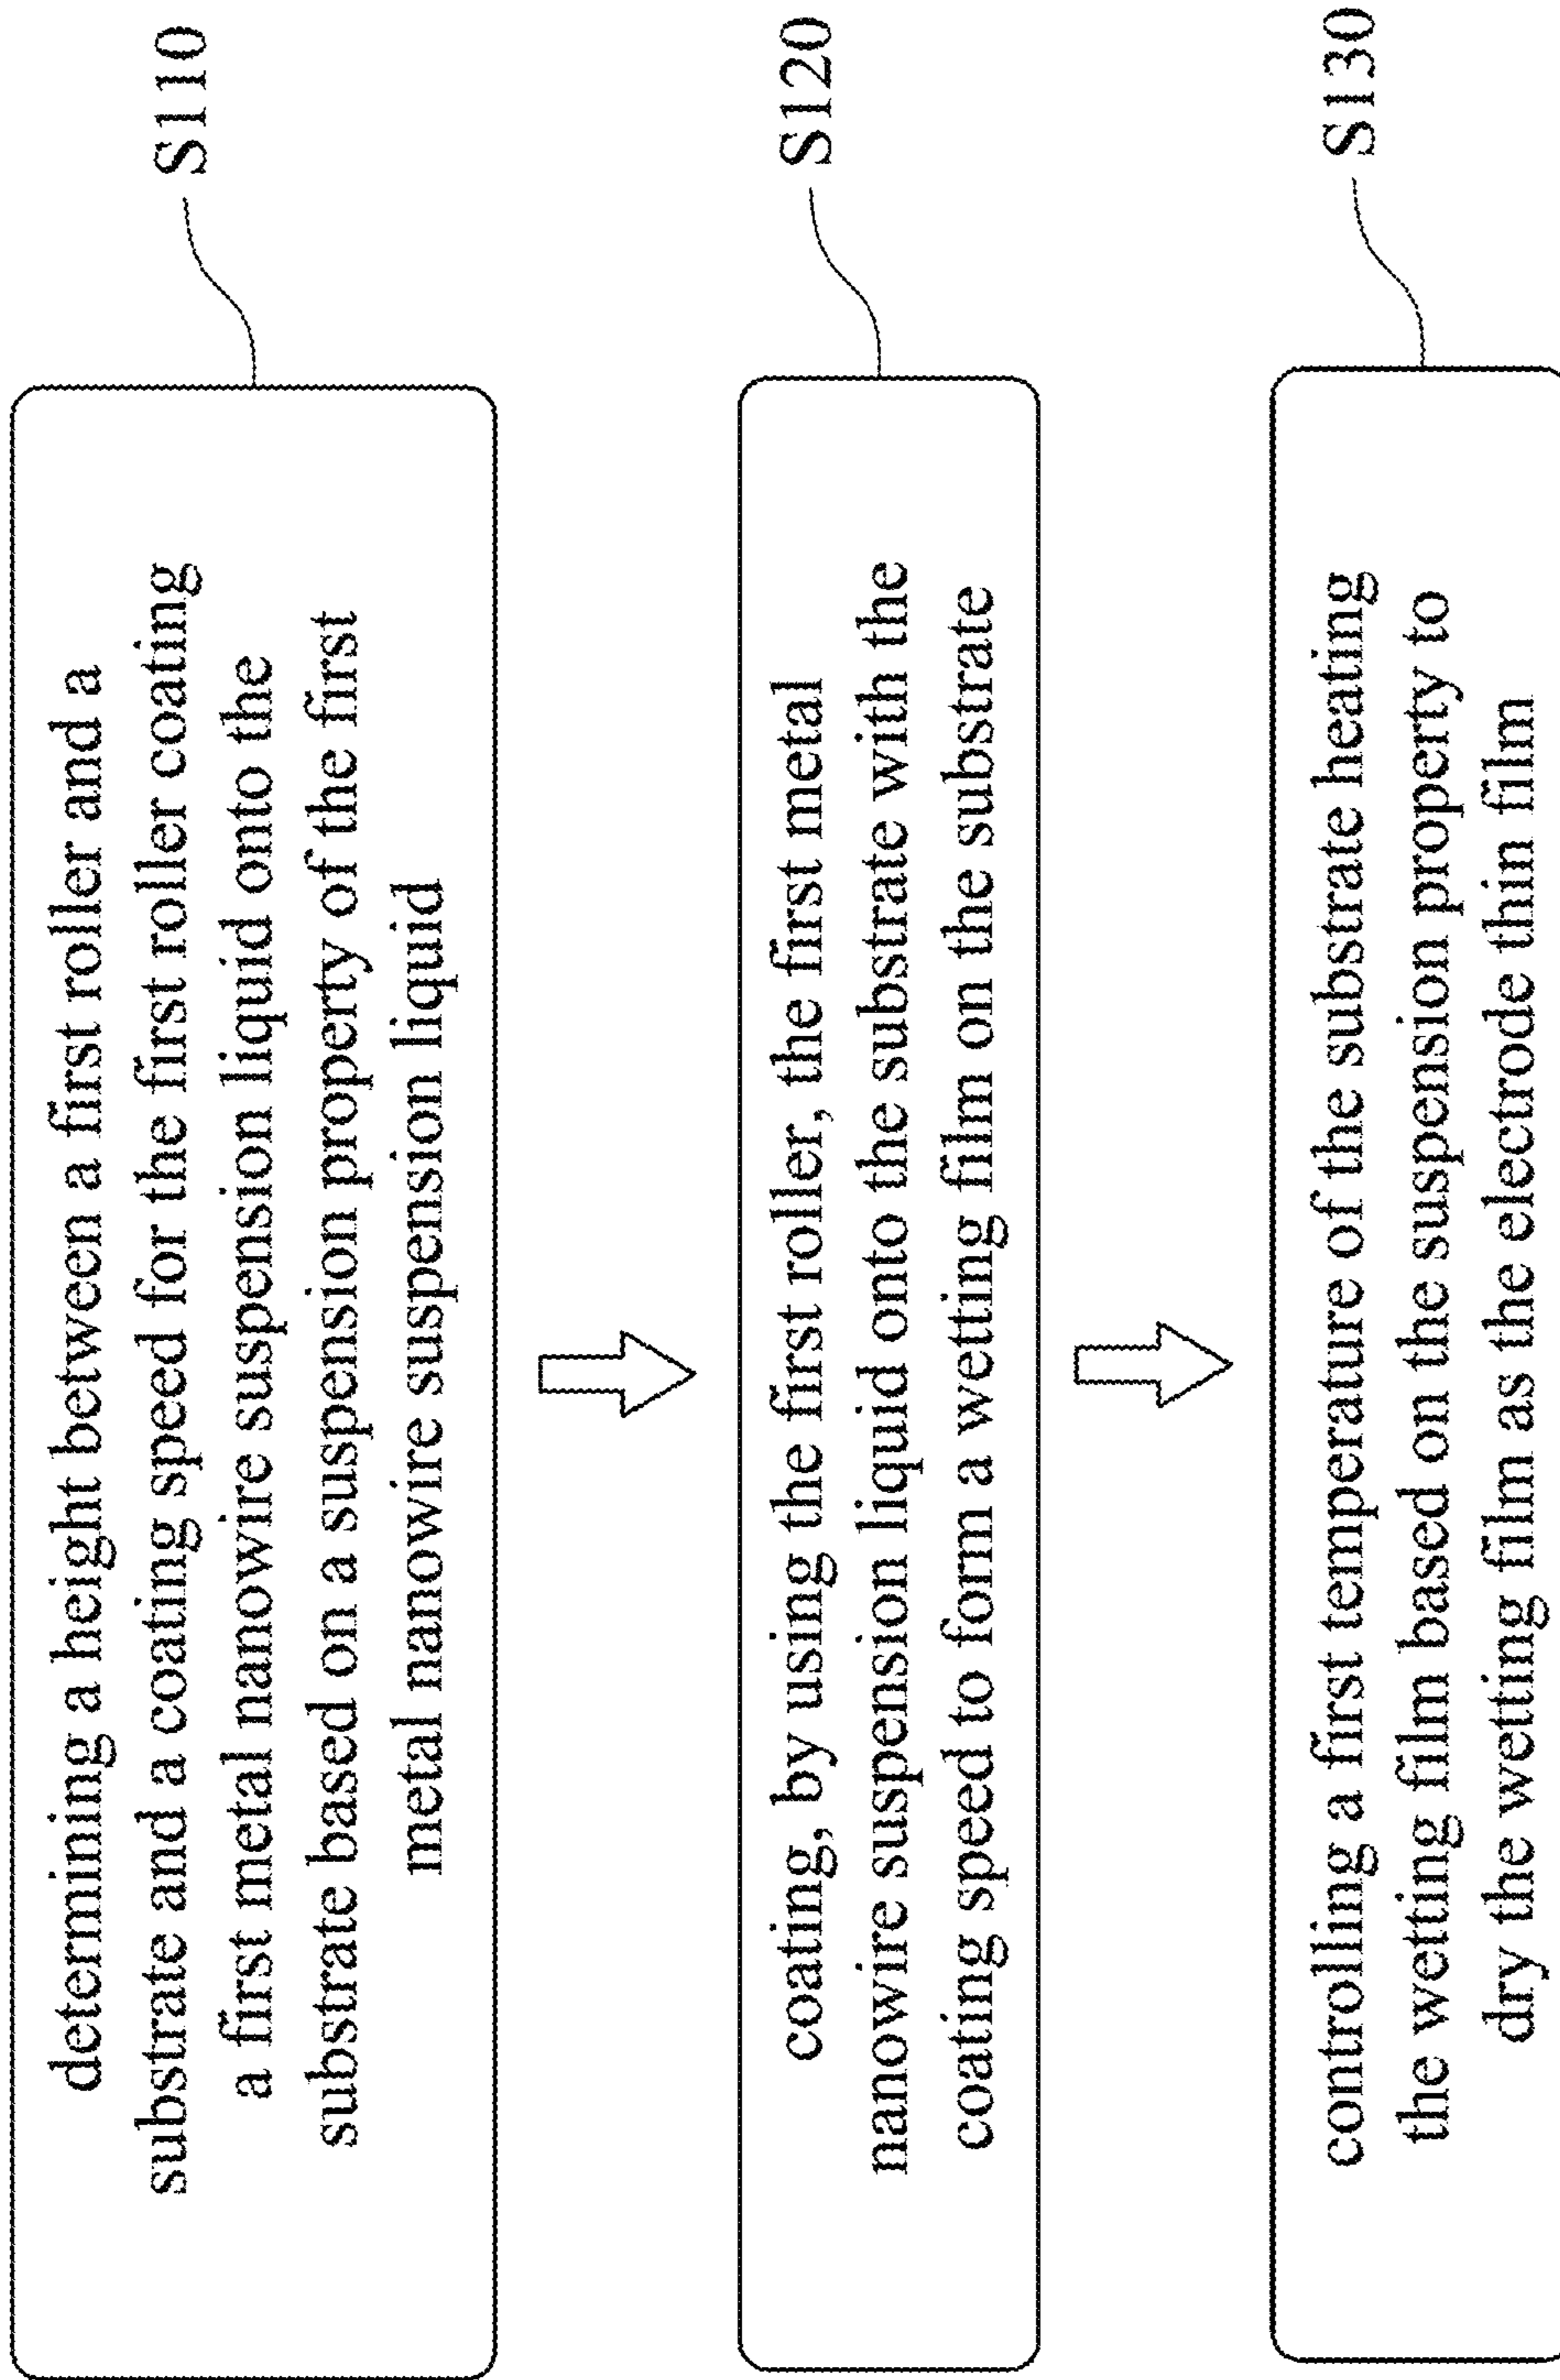 determining a height between a first roller and a
substrate and a coating speed for the first roller coating
a first metal nanowire suspension liquid onto the
substrate based on a suspension property of the first
metal nanowire suspension liquid
S110
coating, by using the first roller, the first metal
nanowire suspension liquid onto the substrate with the
coating speed to form a wetting film on the substrate
S120
controlling a first temperature of the substrate heating
the wetting film based on the suspension property to
dry the wetting film as the electrode thin film
S130